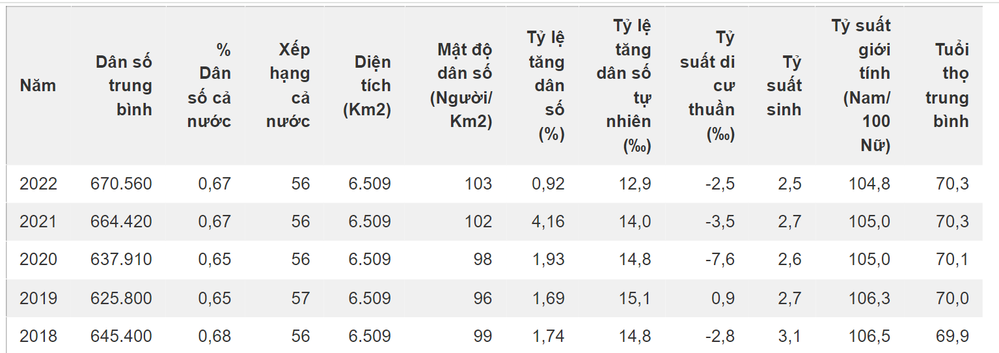 Năm Dân số trung bình % Dân số cả nước Xếp hạng cả nước Diện tích (Km2) Mật độ dân số (Người/ Km2) Tỷ lệ tăng dân số (%) Tỷ lệ tăng dân số tự nhiên (‰) Tỷ suất di cư thuần (‰) Tỷ suất sinh Tỷ suất giới tính (Nam/ 100 Nữ) Tuổi thọ trung bình
2022 670.560 0,67 56 6.509 103 0,92 12,9 -2,5 2,5 104,8 70,3
2021 664.420 0,67 56 6.509 102 4,16 14,0 -3,5 2,7 105,0 70,3
2020 637.910 0,65 56 6.509 98 1,93 14,8 -7,6 2,6 105,0 70,1
2019 625.800 0,65 57 6.509 96 1,69 15,1 0,9 2,7 106,3 70,0
2018 645.400 0,68 56 6.509 99 1,74 14,8 -2,8 3,1 106,5 69,9